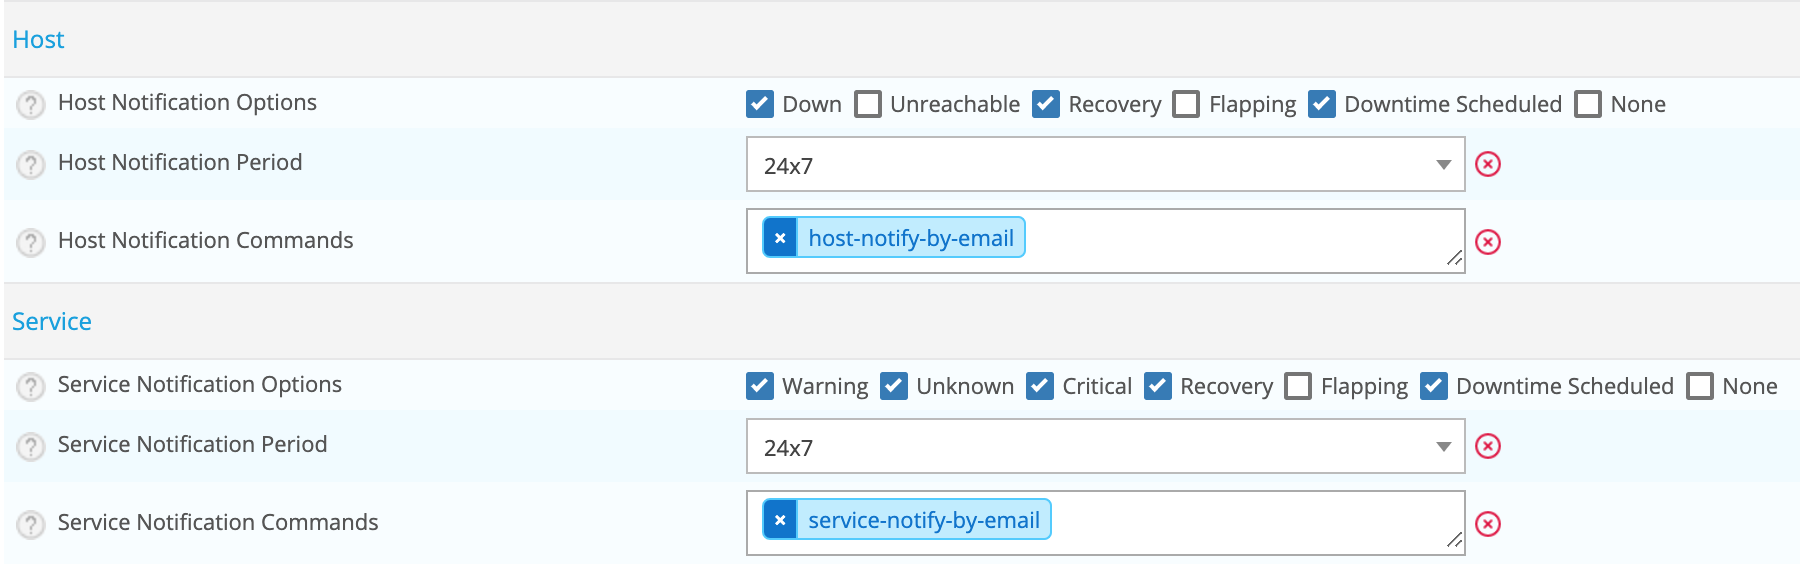 Host
Host Notification Options Down Unreachable Recovery Flapping Downtime Scheduled None
Host Notification Period 24x7
Host Notification Commands × host-notify-by-email
Service
Service Notification Options Warning Unknown Critical Recovery Flapping Downtime Scheduled None
Service Notification Period 24x7
Service Notification Commands × service-notify-by-email